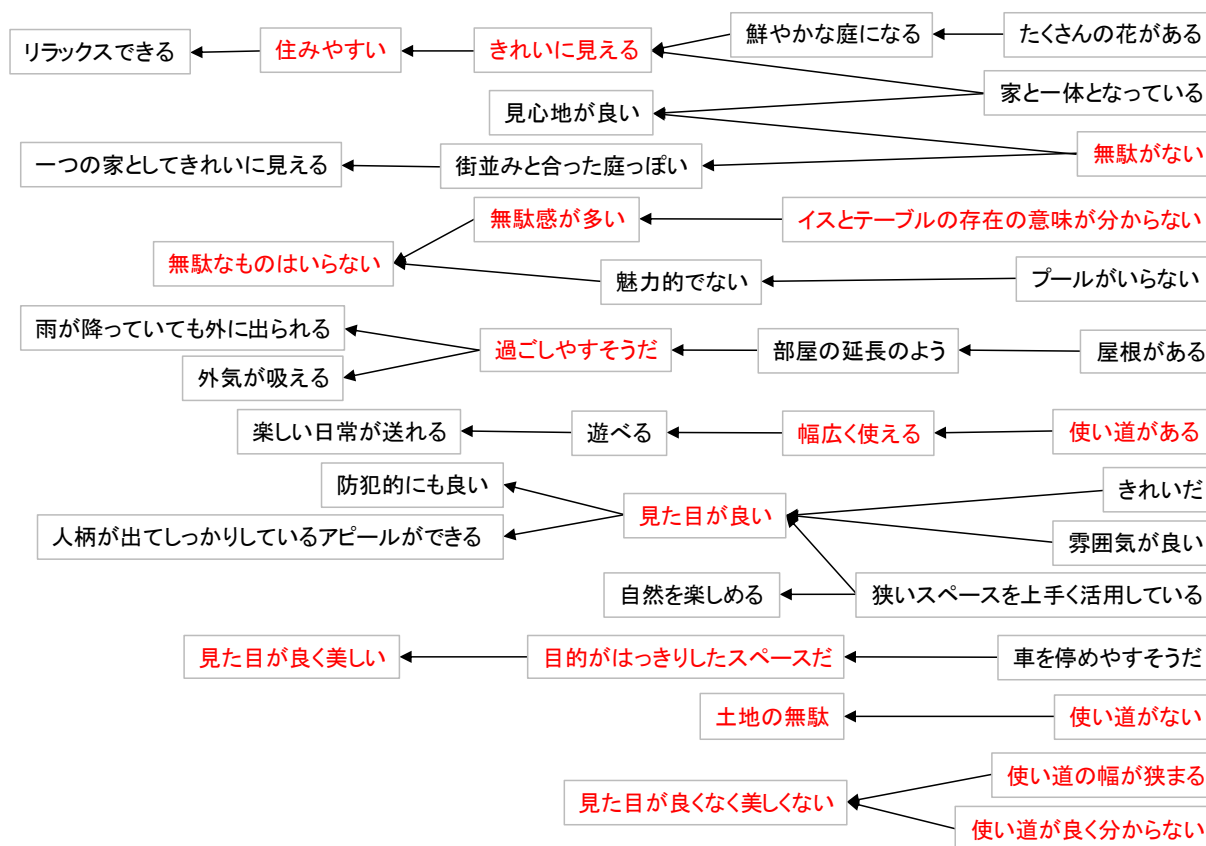 リラックスできる
住みやすい
きれいに見える
鮮やかな庭になる
たくさんの花がある
家と一体となっている
見心地が良い
無駄がない
一つの家としてきれいに見える
街並みと合った庭っぽい
無駄感が多い
イスとテーブルの存在の意味が分からない
無駄なものはいらない
魅力的でない
プールがいらない
雨が降っていても外に出られる
過ごしやすそうだ
部屋の延長のよう
屋根がある
外気が吸える
楽しい日常が送れる
遊べる
幅広く使える
使い道がある
防犯的にも良い
きれいだ
見た目が良い
人柄が出てしっかりしているアピールができる
雰囲気が良い
自然を楽しめる
狭いスペースを上手く活用している
見た目が良く美しい
目的がはっきりしたスペースだ
車を停めやすそうだ
土地の無駄
使い道がない
使い道の幅が狭まる
見た目が良くなく美しくない
使い道が良く分からない